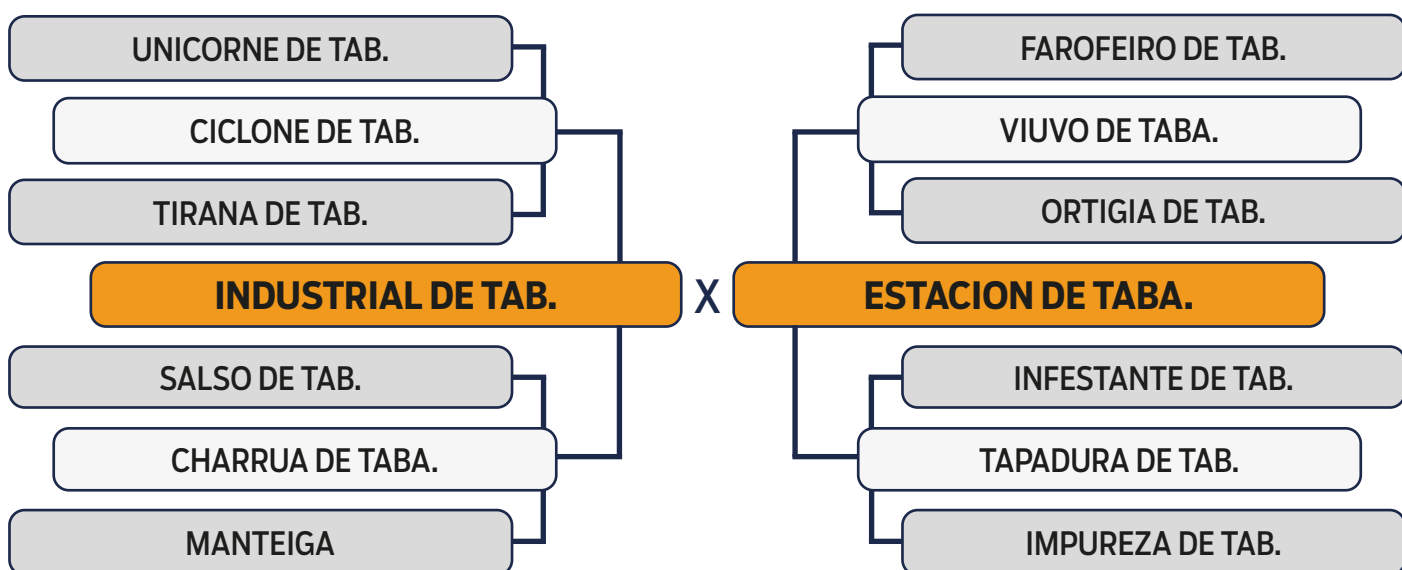 UNICORNE DE TAB.
CICLONE DE TAB.
TIRANA DE TAB.
INDUSTRIAL DE TAB.
SALSO DE TAB.
CHARRUA DE TABA.
MANTEIGA
X
FAROFEIRO DE TAB.
VIUVO DE TABA.
ORTIGIA DE TAB.
ESTACION DE TABA.
INFESTANTE DE TAB.
TAPADURA DE TAB.
IMPUREZA DE TAB.